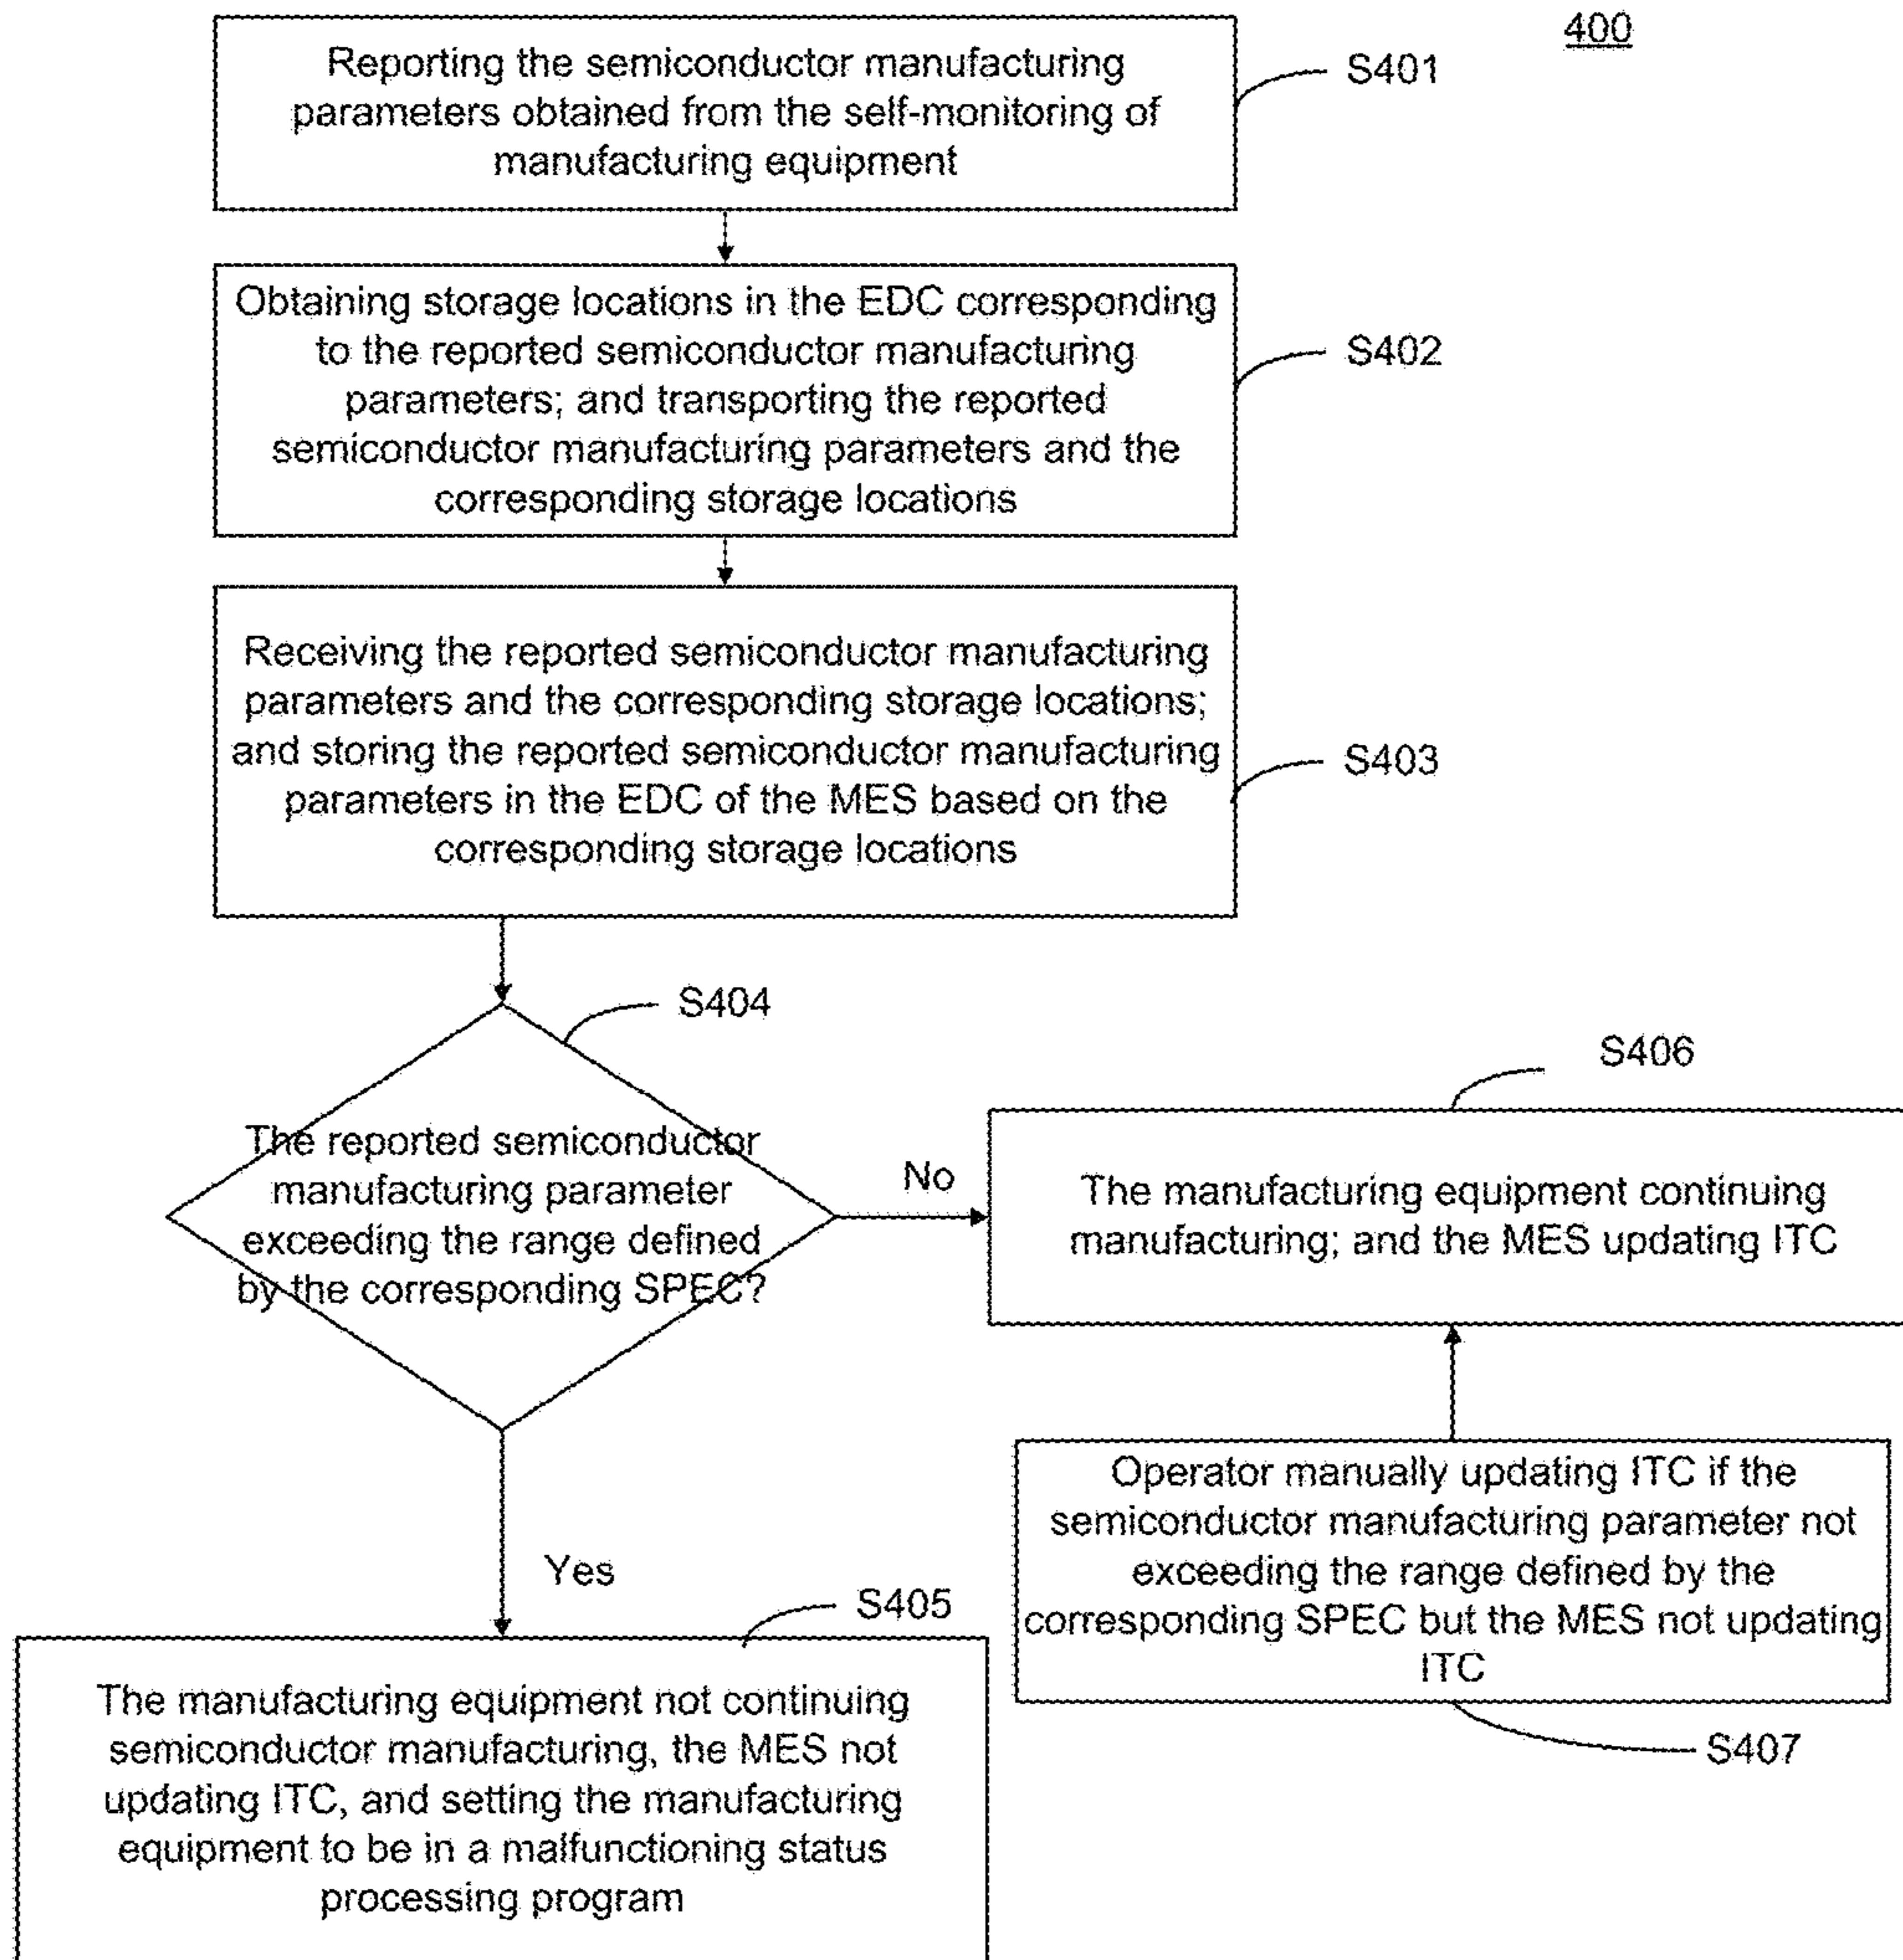 400
Reporting the semiconductor manufacturing
parameters obtained from the self-monitoring of
manufacturing equipment
S401
Obtaining storage locations in the EDC corresponding
to the reported semiconductor manufacturing
parameters; and transporting the reported
semiconductor manufacturing parameters and the
corresponding storage locations
S402
Receiving the reported semiconductor manufacturing
parameters and the corresponding storage locations;
and storing the reported semiconductor manufacturing
parameters in the EDC of the MES based on the
corresponding storage locations
S403
S404
The reported semiconductor
manufacturing parameter
exceeding the range defined
by the corresponding SPEC?
No
S406
The manufacturing equipment continuing
manufacturing; and the MES updating ITC
Operator manually updating ITC if the
semiconductor manufacturing parameter not
exceeding the range defined by the
corresponding SPEC but the MES not updating
ITC
S407
Yes
S405
The manufacturing equipment not continuing
semiconductor manufacturing, the MES not
updating ITC, and setting the manufacturing
equipment to be in a malfunctioning status
processing program